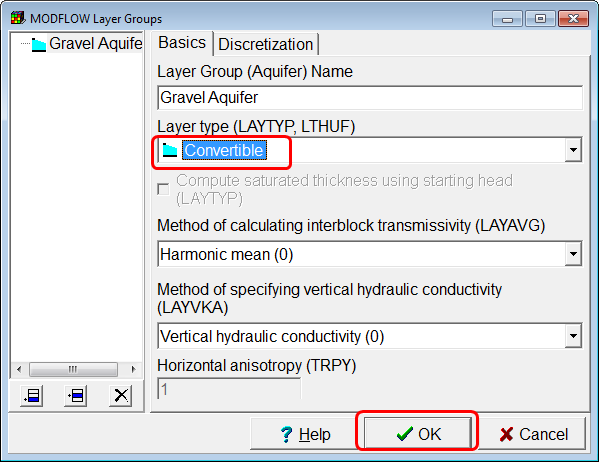 MODFLOW Layer Groups
Gravel Aquife
Basics
Discretization
Layer Group (Aquifer) Name
Gravel Aquifer
Layer type (LAYTYP, LTHUF)
Convertible
Compute saturated thickness using starting head
(LAYTYP)
Method of calculating interblock transmissivity (LAYAVG)
Harmonic mean (0)
Method of specifying vertical hydraulic conductivity
(LAYVKA)
Vertical hydraulic conductivity (0)
Horizontal anisotropy (TRPY)
1
? Help
OK
Cancel